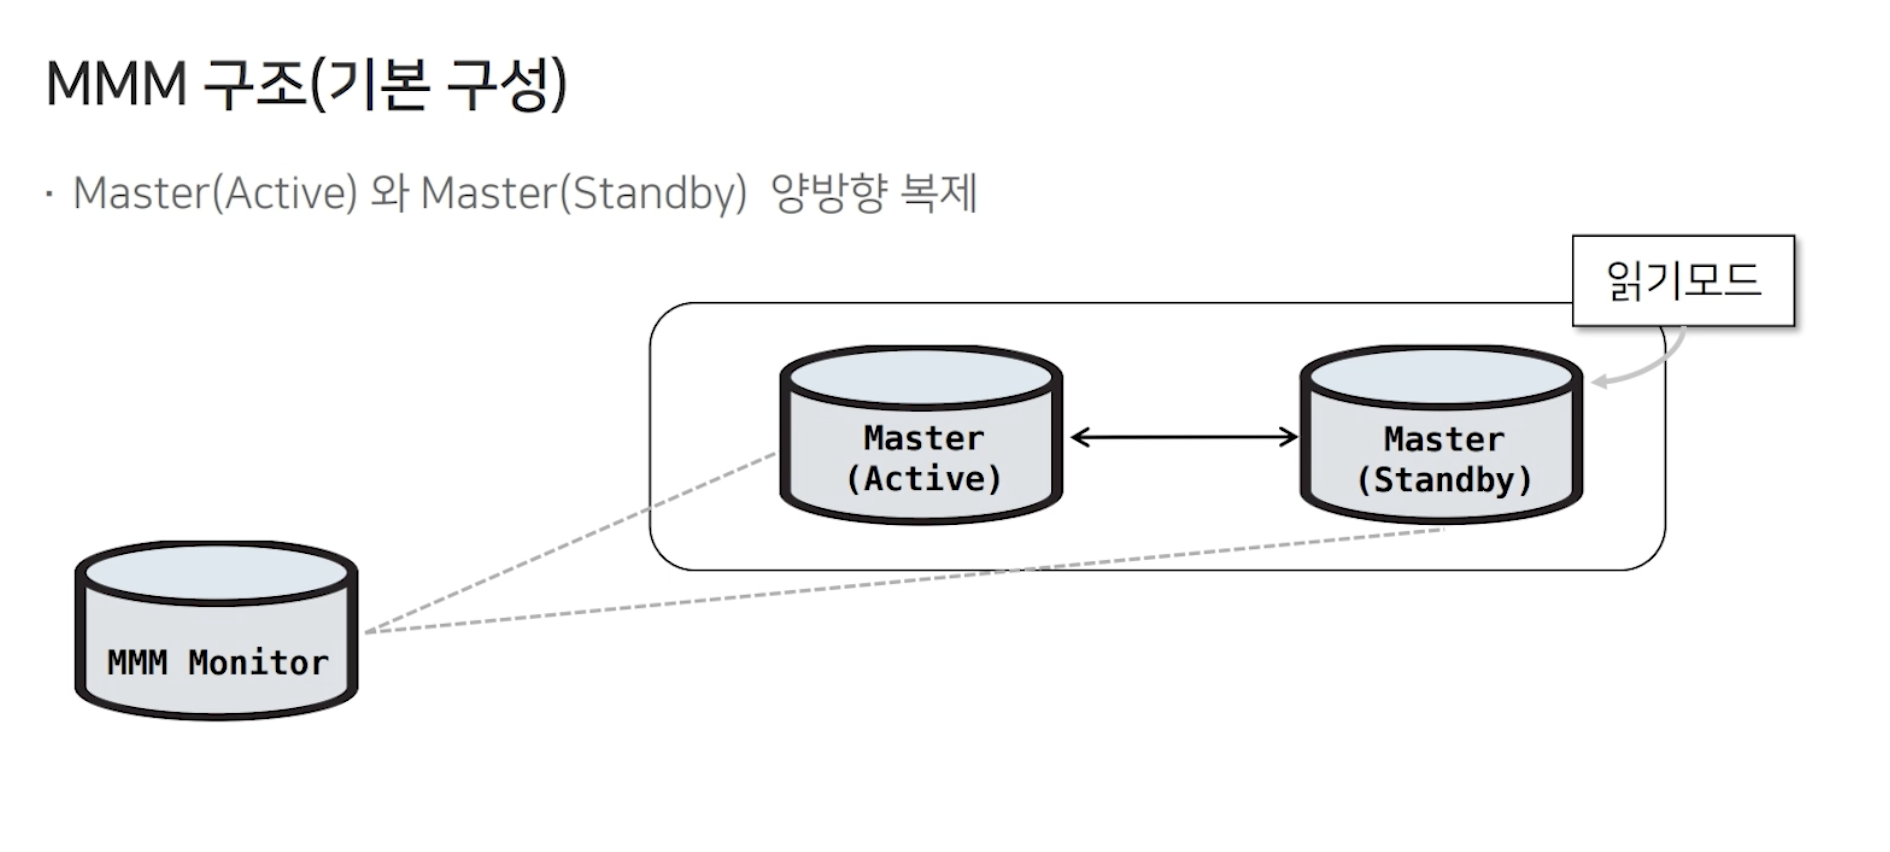 MMM 구조(기본 구성)
· Master(Active) 와 Master(Standby) 양방향 복제
읽기모드
Master
(Active)
Master
(Standby)
MMM Monitor